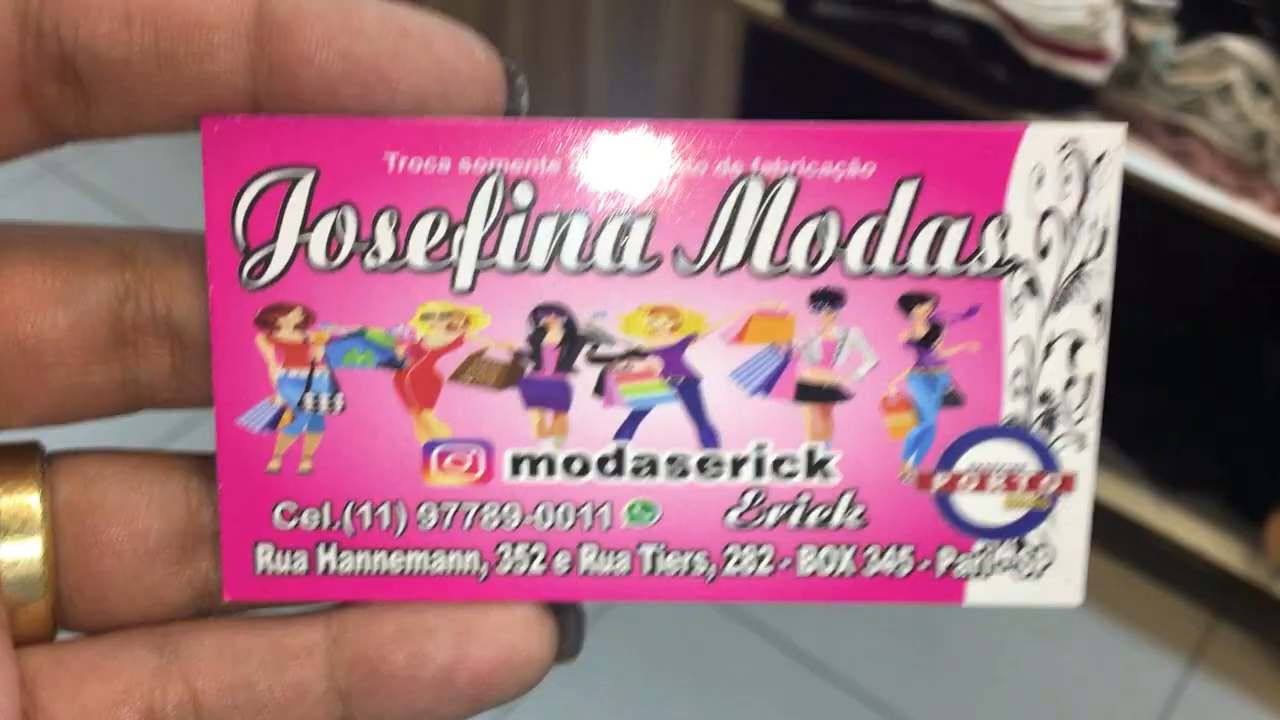 Troca somente de fabricação
Josefina Modas
modaserick
Cel.(11) 97789-0011 Erick
Rua Hannemann, 352 e Rua Tiers, 282 - BOX 345 - Pari - SP